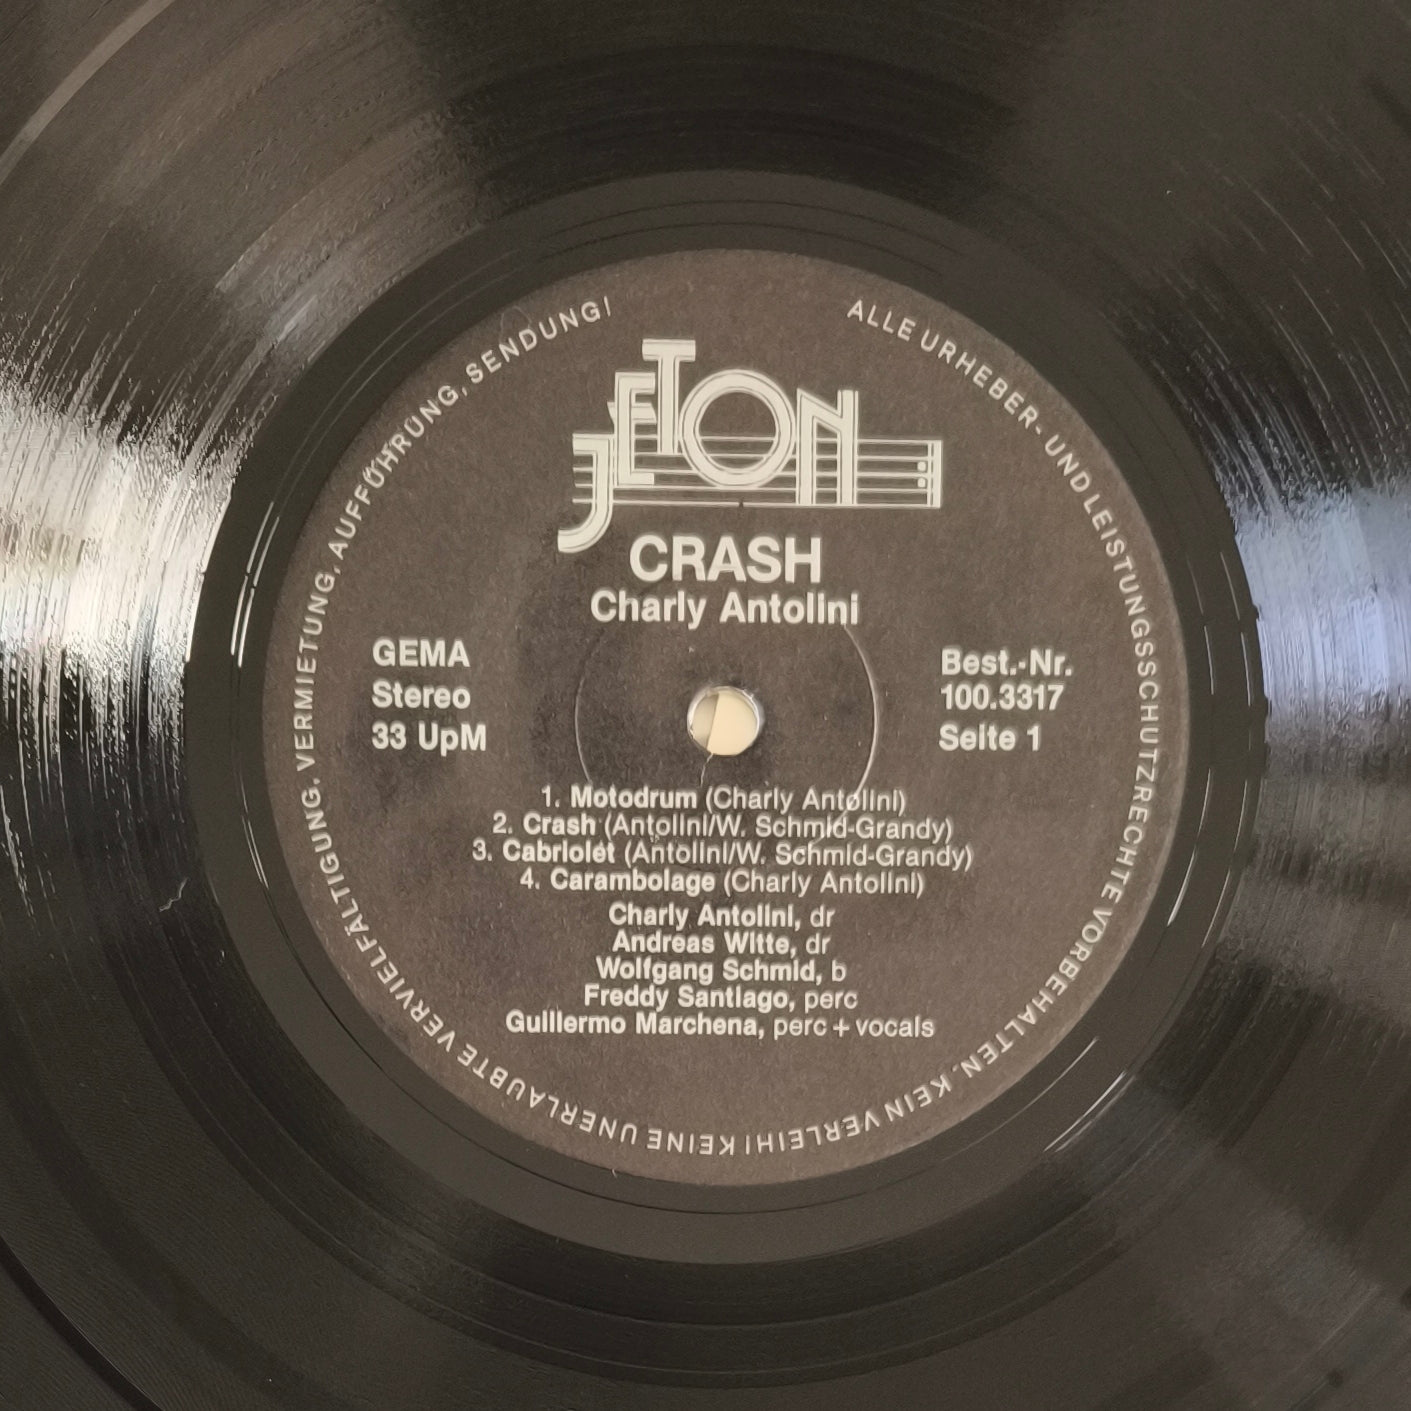 JETON
CRASH
Charly Antolini
GEMA
Stereo
33 UpM
Best.-Nr.
100.3317
Seite 1
1. Motodrum (Charly Antolini)
2. Crash (Antolini/W. Schmid-Grandy)
3. Cabriolet (Antolini/W. Schmid-Grandy)
4. Carambolage (Charly Antolini)
Charly Antolini, dr
Andreas Witte, dr
Wolfgang Schmid, b
Freddy Santiago, perc
Guillermo Marchena, perc + vocals
ALLE URHEBER- UND LEISTUNGSSCHUTZRECHTE VORBEHALTEN. KEIN VERLEIH! KEINE UNERLAUBTE VERVIELFÄLTIGUNG, VERMIETUNG, AUFFÜHRUNG, SENDUNG!